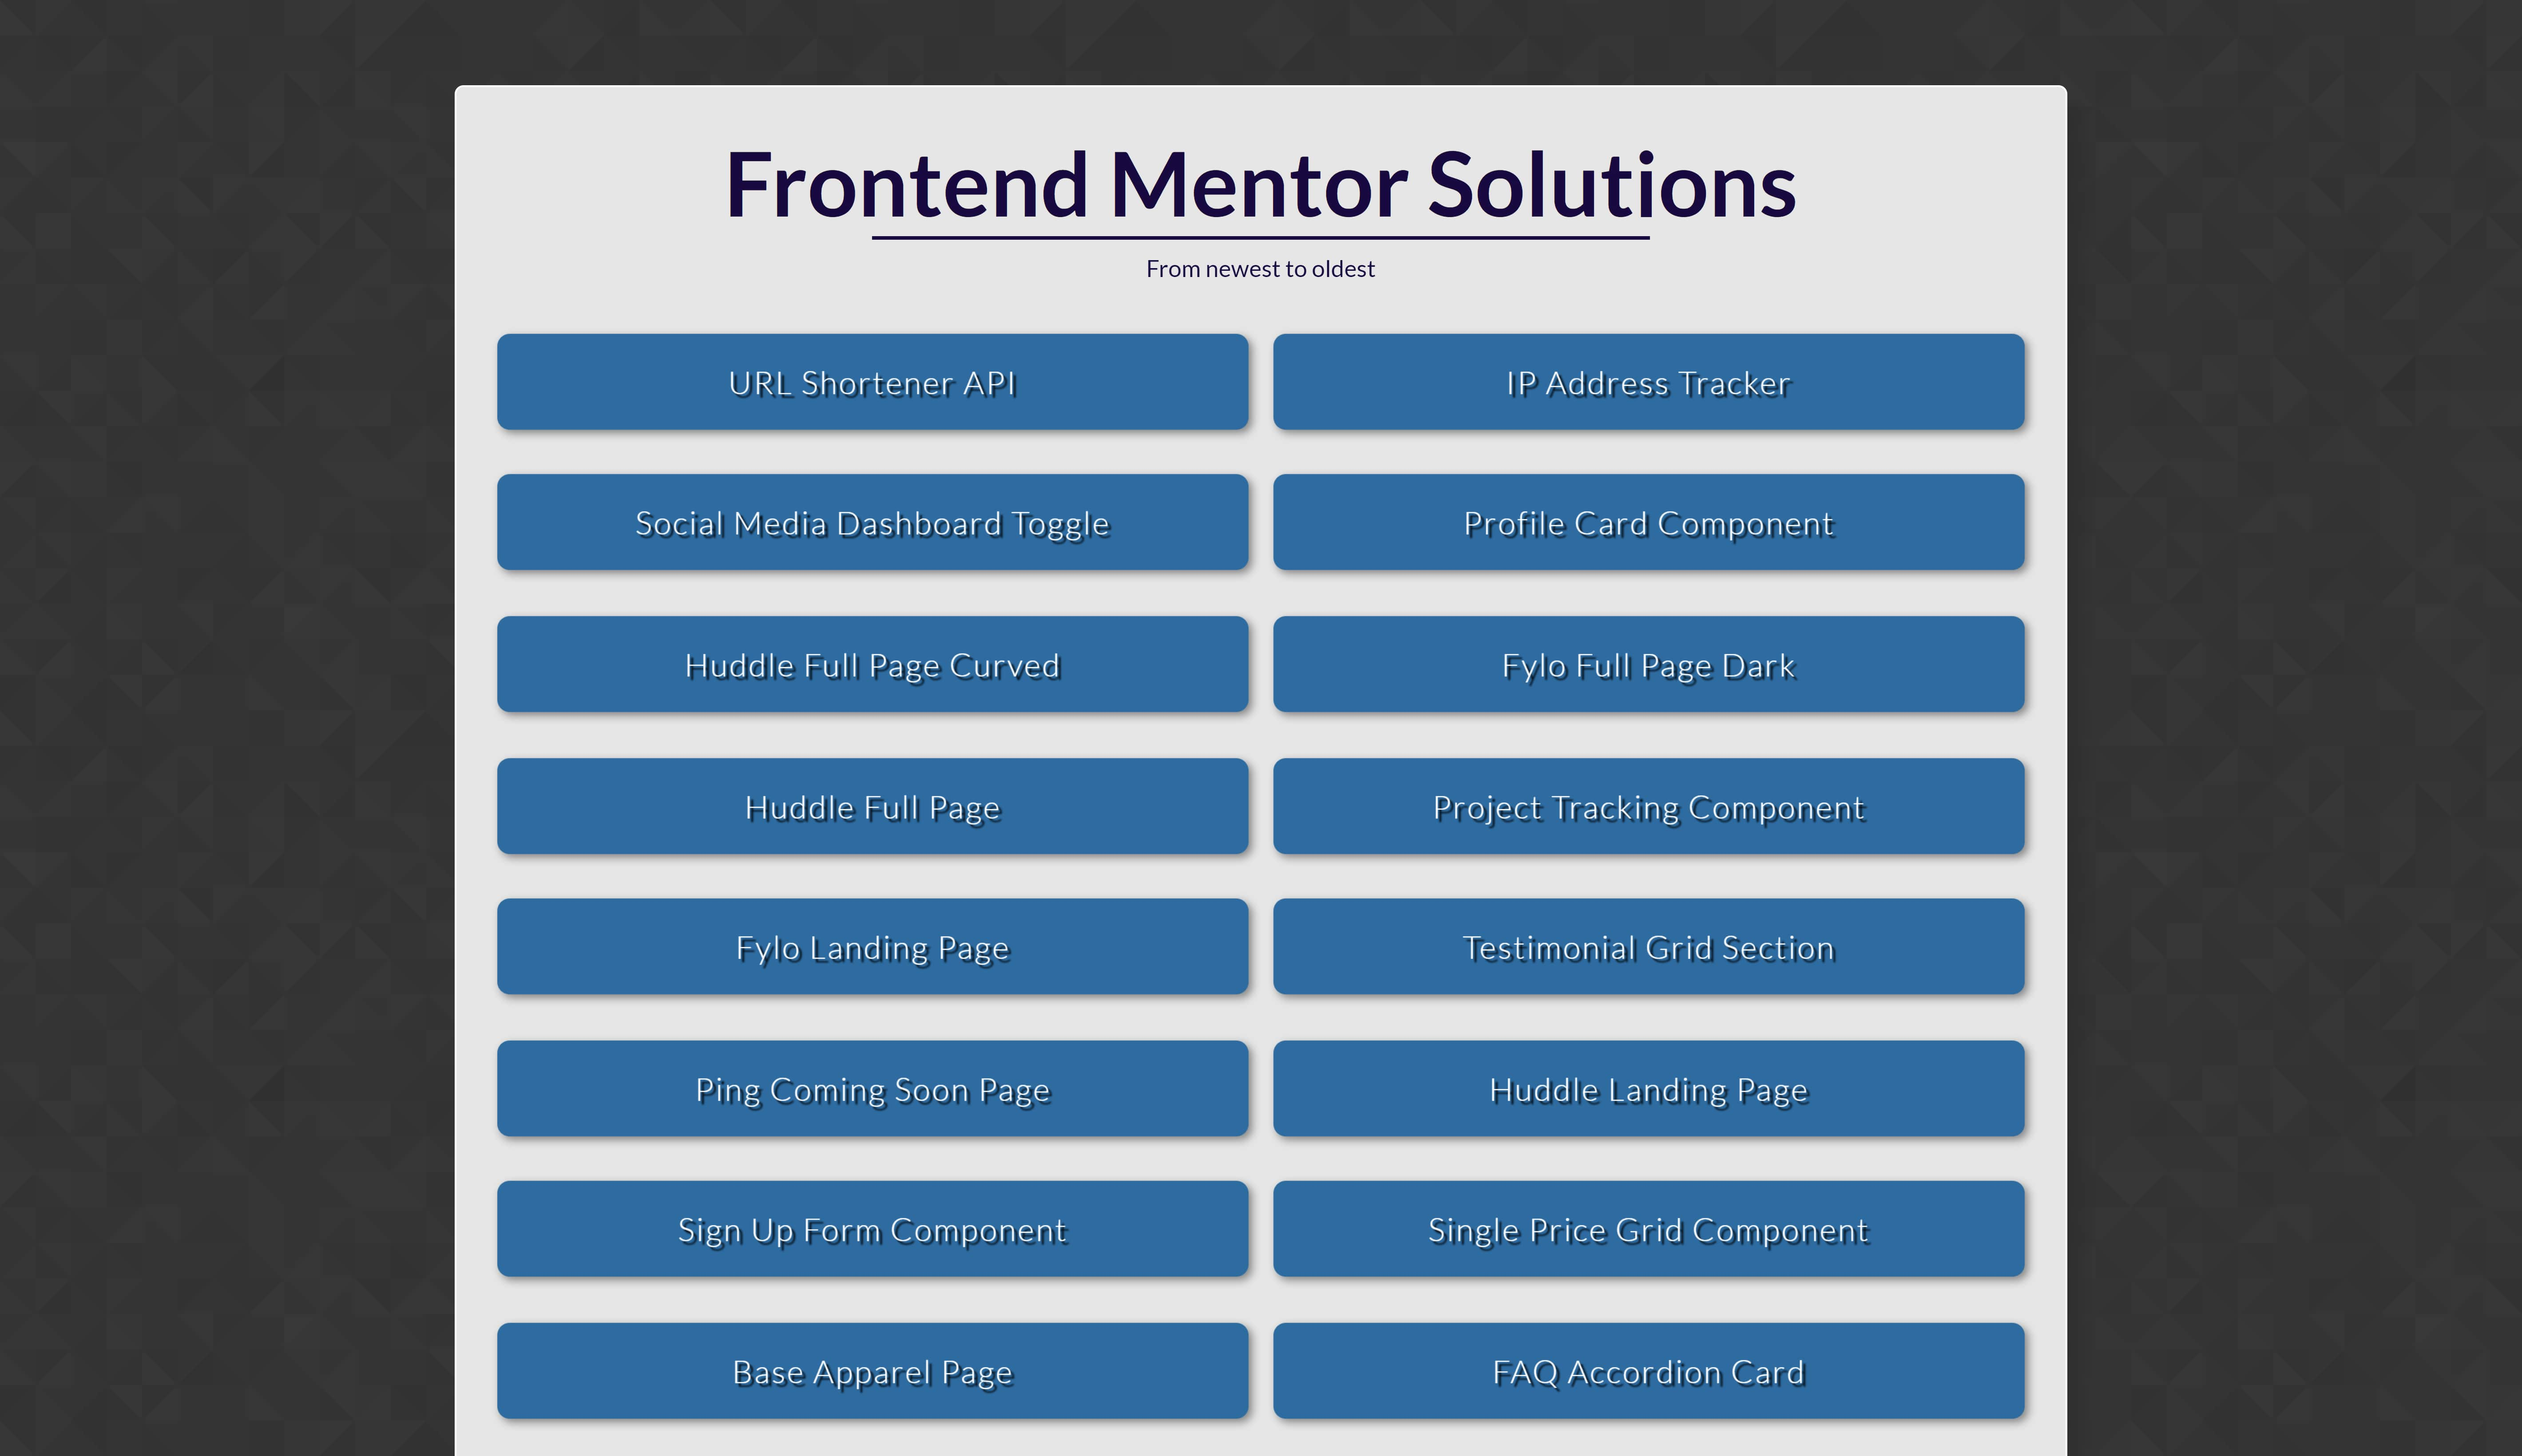 Frontend Mentor Solutions
From newest to oldest
URL Shortener API
IP Address Tracker
Social Media Dashboard Toggle
Profile Card Component
Huddle Full Page Curved
Fylo Full Page Dark
Huddle Full Page
Project Tracking Component
Fylo Landing Page
Testimonial Grid Section
Ping Coming Soon Page
Huddle Landing Page
Sign Up Form Component
Single Price Grid Component
Base Apparel Page
FAQ Accordion Card